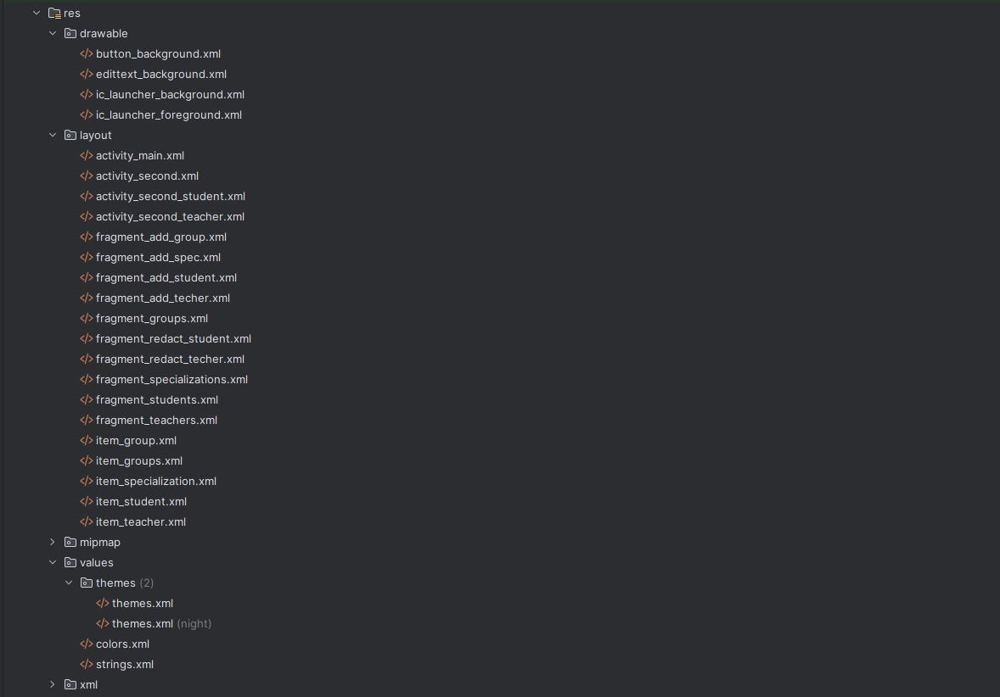 res
drawable
button_background.xml
edittext_background.xml
ic_launcher_background.xml
ic_launcher_foreground.xml
layout
activity_main.xml
activity_second.xml
activity_second_student.xml
activity_second_teacher.xml
fragment_add_group.xml
fragment_add_spec.xml
fragment_add_student.xml
fragment_add_techer.xml
fragment_groups.xml
fragment_redact_student.xml
fragment_redact_techer.xml
fragment_specializations.xml
fragment_students.xml
fragment_teachers.xml
item_group.xml
item_groups.xml
item_specialization.xml
item_student.xml
item_teacher.xml
mipmap
values
themes (2)
themes.xml
themes.xml (night)
colors.xml
strings.xml
xml